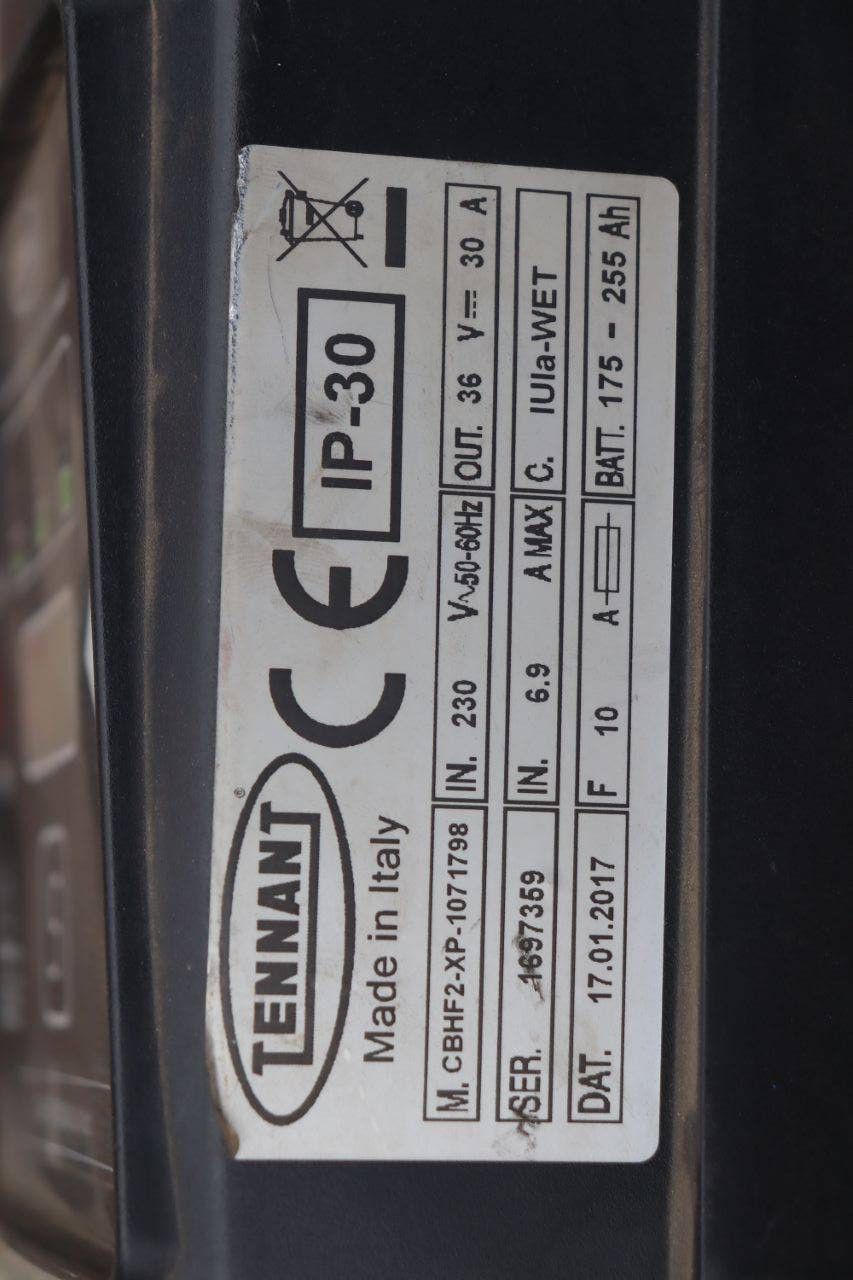 TENNANT®
CE
IP-30
Made in Italy
M. CBHF2-XP-1071798
IN. 230 V~50-60Hz
OUT. 36 V⎓ 30 A
SER. 1697359
IN. 6.9 A MAX
C. IUIa-WET
DAT. 17.01.2017
F 10 A
BATT. 175 - 255 Ah